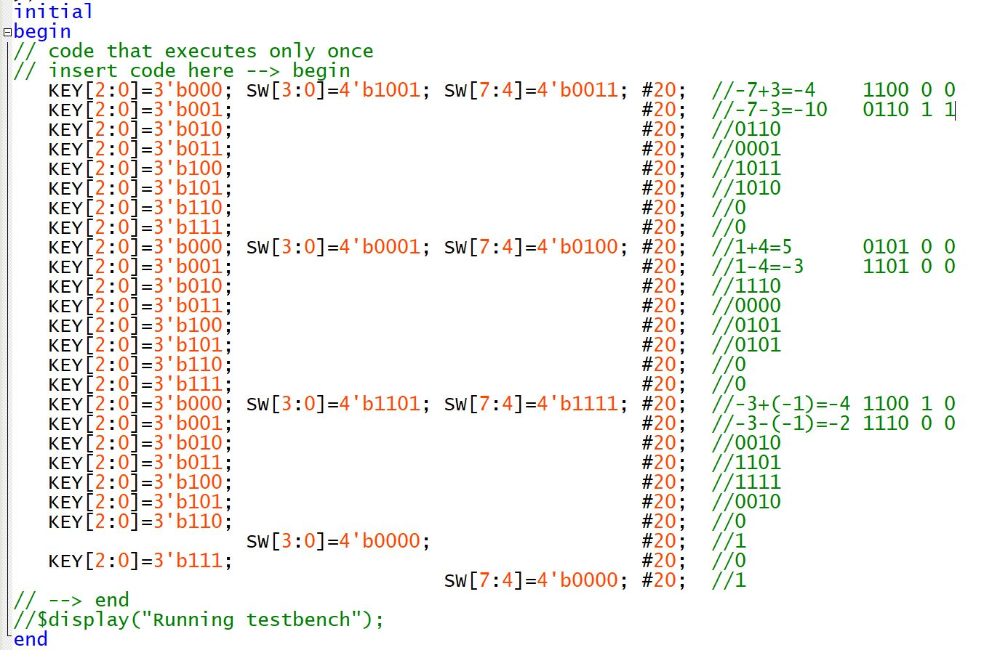 initial
begin
// code that executes only once
// insert code here --> begin
KEY[2:0]=3'b000; SW[3:0]=4'b1001; SW[7:4]=4'b0011; #20; //-7+3=-4 1100 0 0
KEY[2:0]=3'b001; #20; //-7-3=-10 0110 1 1
KEY[2:0]=3'b010; #20; //0110
KEY[2:0]=3'b011; #20; //0001
KEY[2:0]=3'b100; #20; //1011
KEY[2:0]=3'b101; #20; //1010
KEY[2:0]=3'b110; #20; //0
KEY[2:0]=3'b111; #20; //0
KEY[2:0]=3'b000; SW[3:0]=4'b0001; SW[7:4]=4'b0100; #20; //1+4=5 0101 0 0
KEY[2:0]=3'b001; #20; //1-4=-3 1101 0 0
KEY[2:0]=3'b010; #20; //1110
KEY[2:0]=3'b011; #20; //0000
KEY[2:0]=3'b100; #20; //0101
KEY[2:0]=3'b101; #20; //0101
KEY[2:0]=3'b110; #20; //0
KEY[2:0]=3'b111; #20; //0
KEY[2:0]=3'b000; SW[3:0]=4'b1101; SW[7:4]=4'b1111; #20; //-3+(-1)=-4 1100 1 0
KEY[2:0]=3'b001; #20; //-3-(-1)=-2 1110 0 0
KEY[2:0]=3'b010; #20; //0010
KEY[2:0]=3'b011; #20; //1101
KEY[2:0]=3'b100; #20; //1111
KEY[2:0]=3'b101; #20; //0010
KEY[2:0]=3'b110; #20; //0
SW[3:0]=4'b0000; #20; //1
KEY[2:0]=3'b111; #20; //0
SW[7:4]=4'b0000; #20; //1
// --> end
//$display("Running testbench");
end